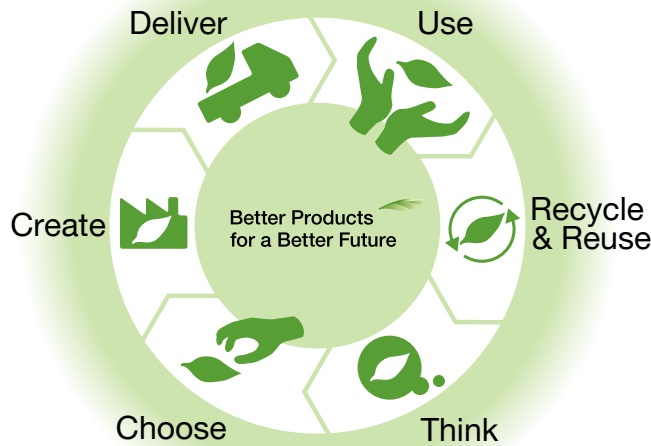 Deliver
Use
Create
Better Products
for a Better Future
Recycle
& Reuse
Choose
Think